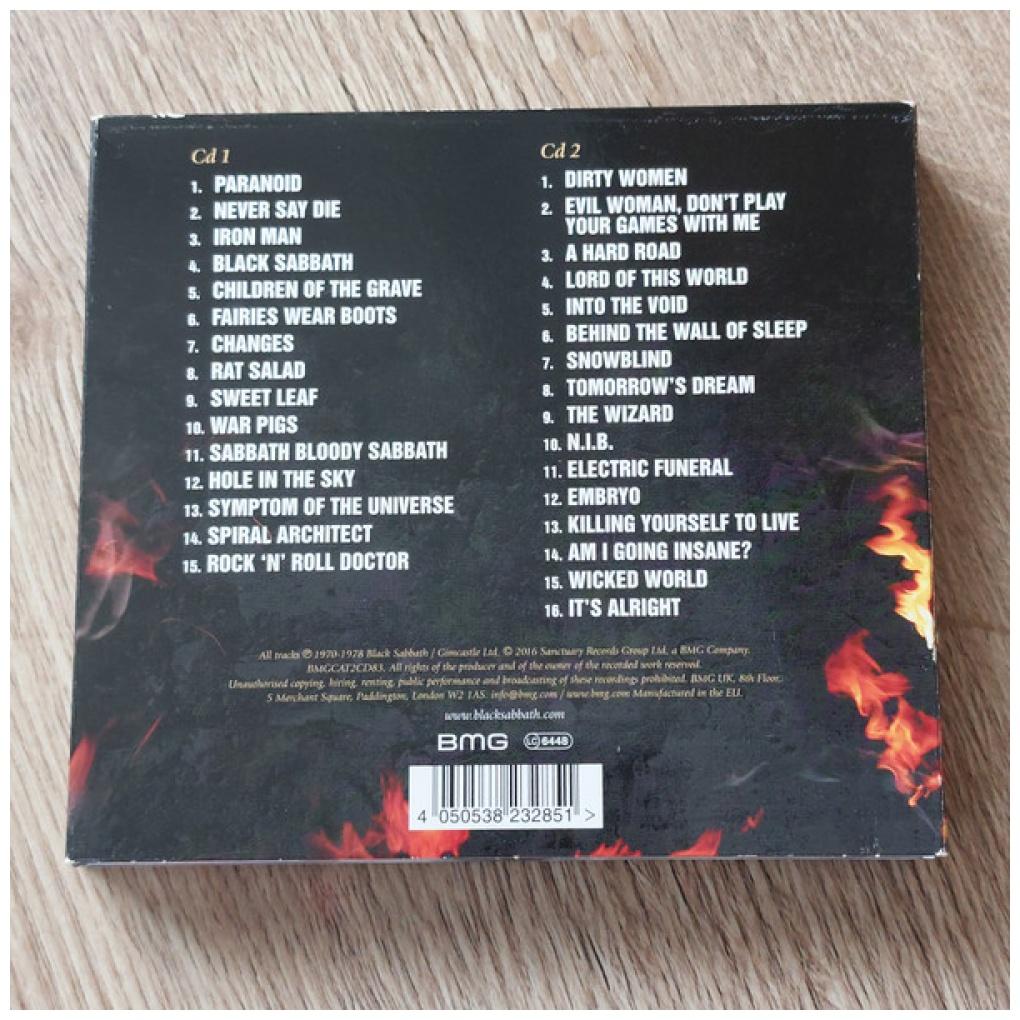 Cd 1
1. PARANOID
2. NEVER SAY DIE
3. IRON MAN
4. BLACK SABBATH
5. CHILDREN OF THE GRAVE
6. FAIRIES WEAR BOOTS
7. CHANGES
8. RAT SALAD
9. SWEET LEAF
10. WAR PIGS
11. SABBATH BLOODY SABBATH
12. HOLE IN THE SKY
13. SYMPTOM OF THE UNIVERSE
14. SPIRAL ARCHITECT
15. ROCK ‘N’ ROLL DOCTOR
Cd 2
1. DIRTY WOMEN
2. EVIL WOMAN, DON’T PLAY
YOUR GAMES WITH ME
3. A HARD ROAD
4. LORD OF THIS WORLD
5. INTO THE VOID
6. BEHIND THE WALL OF SLEEP
7. SNOWBLIND
8. TOMORROW’S DREAM
9. THE WIZARD
10. N.I.B.
11. ELECTRIC FUNERAL
12. EMBRYO
13. KILLING YOURSELF TO LIVE
14. AM I GOING INSANE?
15. WICKED WORLD
16. IT’S ALRIGHT
All tracks ℗ 1970-1978 Black Sabbath / Gimcastle Ltd. © 2016 Sanctuary Records Group Ltd, a BMG Company.
BMGCAT2CD83. All rights of the producer and of the owner of the recorded work reserved.
Unauthorised copying, hiring, renting, public performance and broadcasting of these recordings prohibited. BMG UK, 8th Floor,
5 Merchant Square, Paddington, London W2 1AS. info@bmg.com / www.bmg.com Manufactured in the EU.
www.blacksabbath.com
BMG LC 6448
4 050538 232851 >